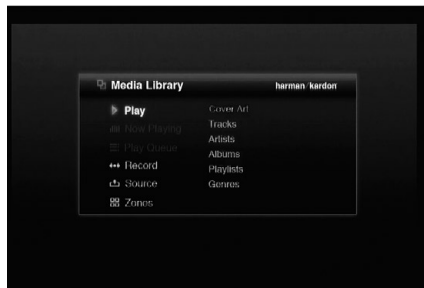 Media Library
harman/kardon
Play
Now Playing
Play Queue
Record
Source
Zones
Cover Art
Tracks
Artists
Albums
Playlists
Genres